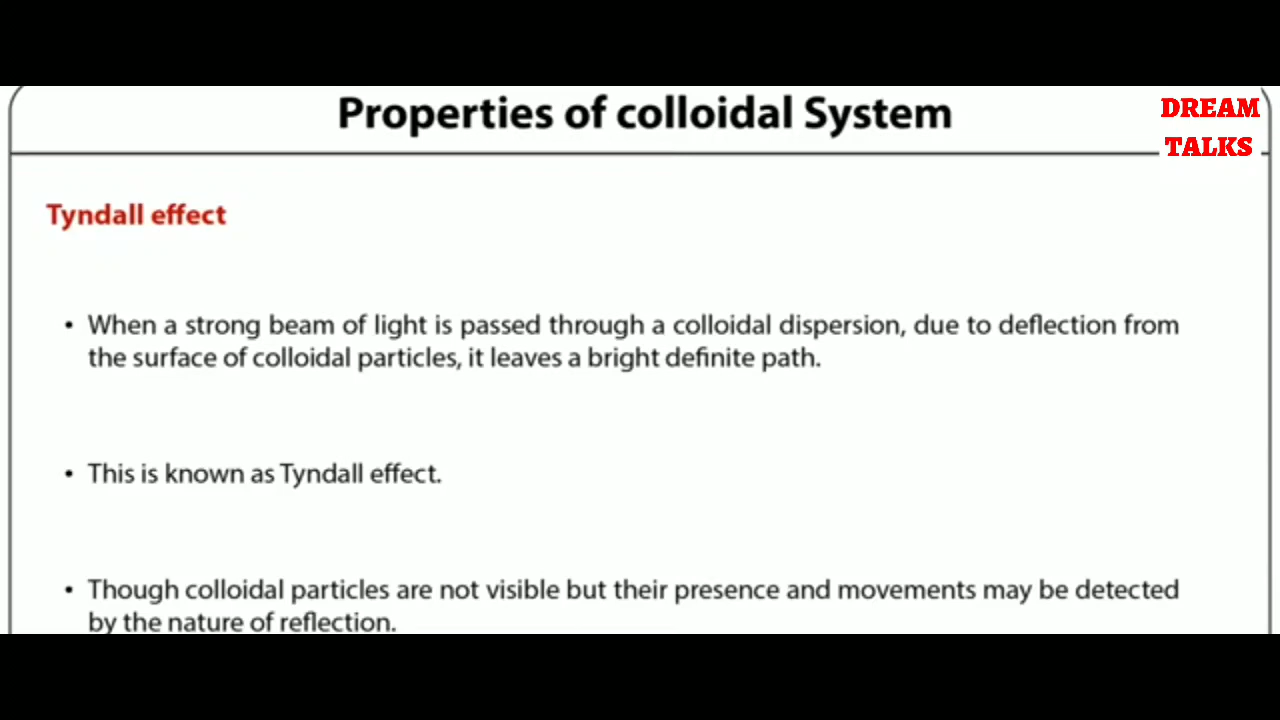 Properties of colloidal System
DREAM
TALKS
Tyndall effect
• When a strong beam of light is passed through a colloidal dispersion, due to deflection from
the surface of colloidal particles, it leaves a bright definite path.
• This is known as Tyndall effect.
• Though colloidal particles are not visible but their presence and movements may be detected
by the nature of reflection.